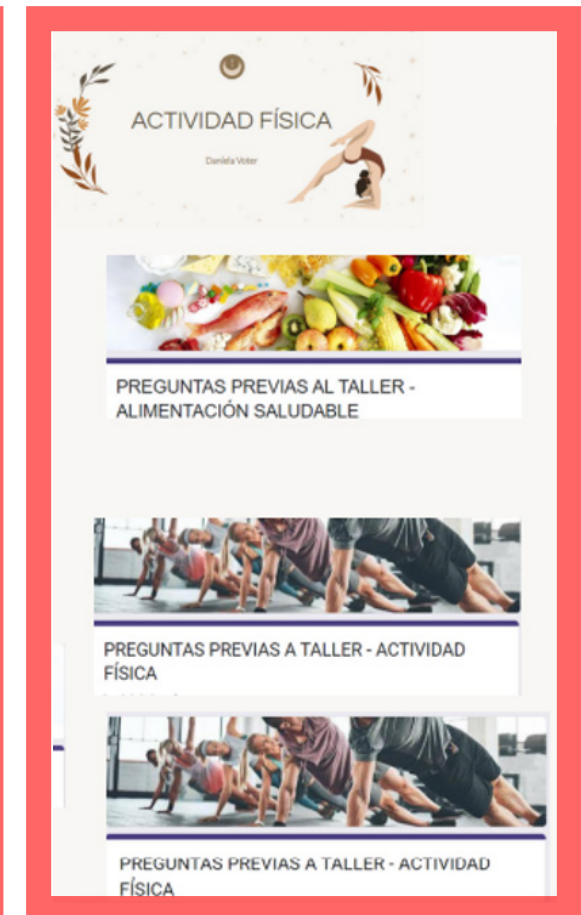 ACTIVIDAD FÍSICA
Daniela Voter
PREGUNTAS PREVIAS AL TALLER -
ALIMENTACIÓN SALUDABLE
PREGUNTAS PREVIAS A TALLER - ACTIVIDAD
FÍSICA
PREGUNTAS PREVIAS A TALLER - ACTIVIDAD
FÍSICA